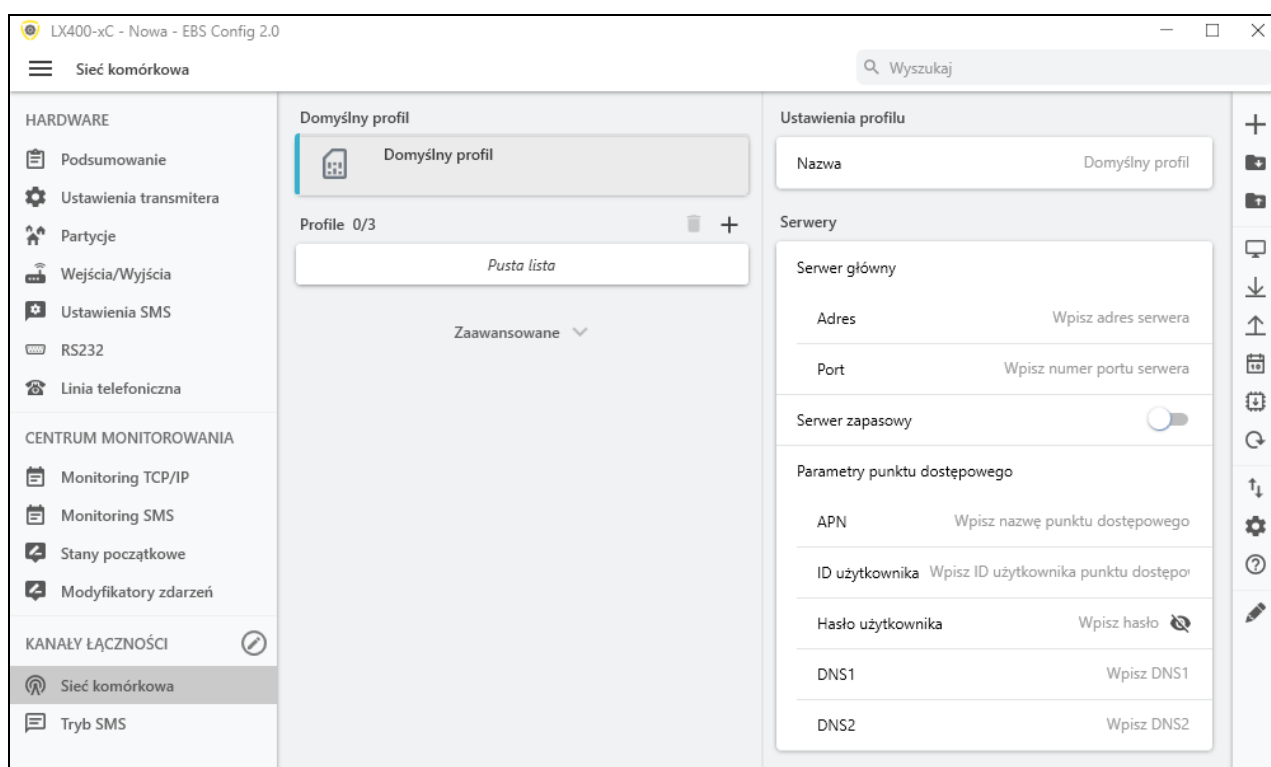 LX400-xC - Nowa - EBS Config 2.0
Sieć komórkowa
Wyszukaj
HARDWARE
Podsumowanie
Ustawienia transmitera
Partycje
Wejścia/Wyjścia
Ustawienia SMS
RS232
Linia telefoniczna
CENTRUM MONITOROWANIA
Monitoring TCP/IP
Monitoring SMS
Stany początkowe
Modyfikatory zdarzeń
KANAŁY ŁĄCZNOŚCI
Sieć komórkowa
Tryb SMS
Domyślny profil
Domyślny profil
Profile 0/3
Pusta lista
Zaawansowane
Ustawienia profilu
Nazwa Domyślny profil
Serwery
Serwer główny
Adres Wpisz adres serwera
Port Wpisz numer portu serwera
Serwer zapasowy
Parametry punktu dostępowego
APN Wpisz nazwę punktu dostępowego
ID użytkownika Wpisz ID użytkownika punktu dostępo
Hasło użytkownika Wpisz hasło
DNS1 Wpisz DNS1
DNS2 Wpisz DNS2